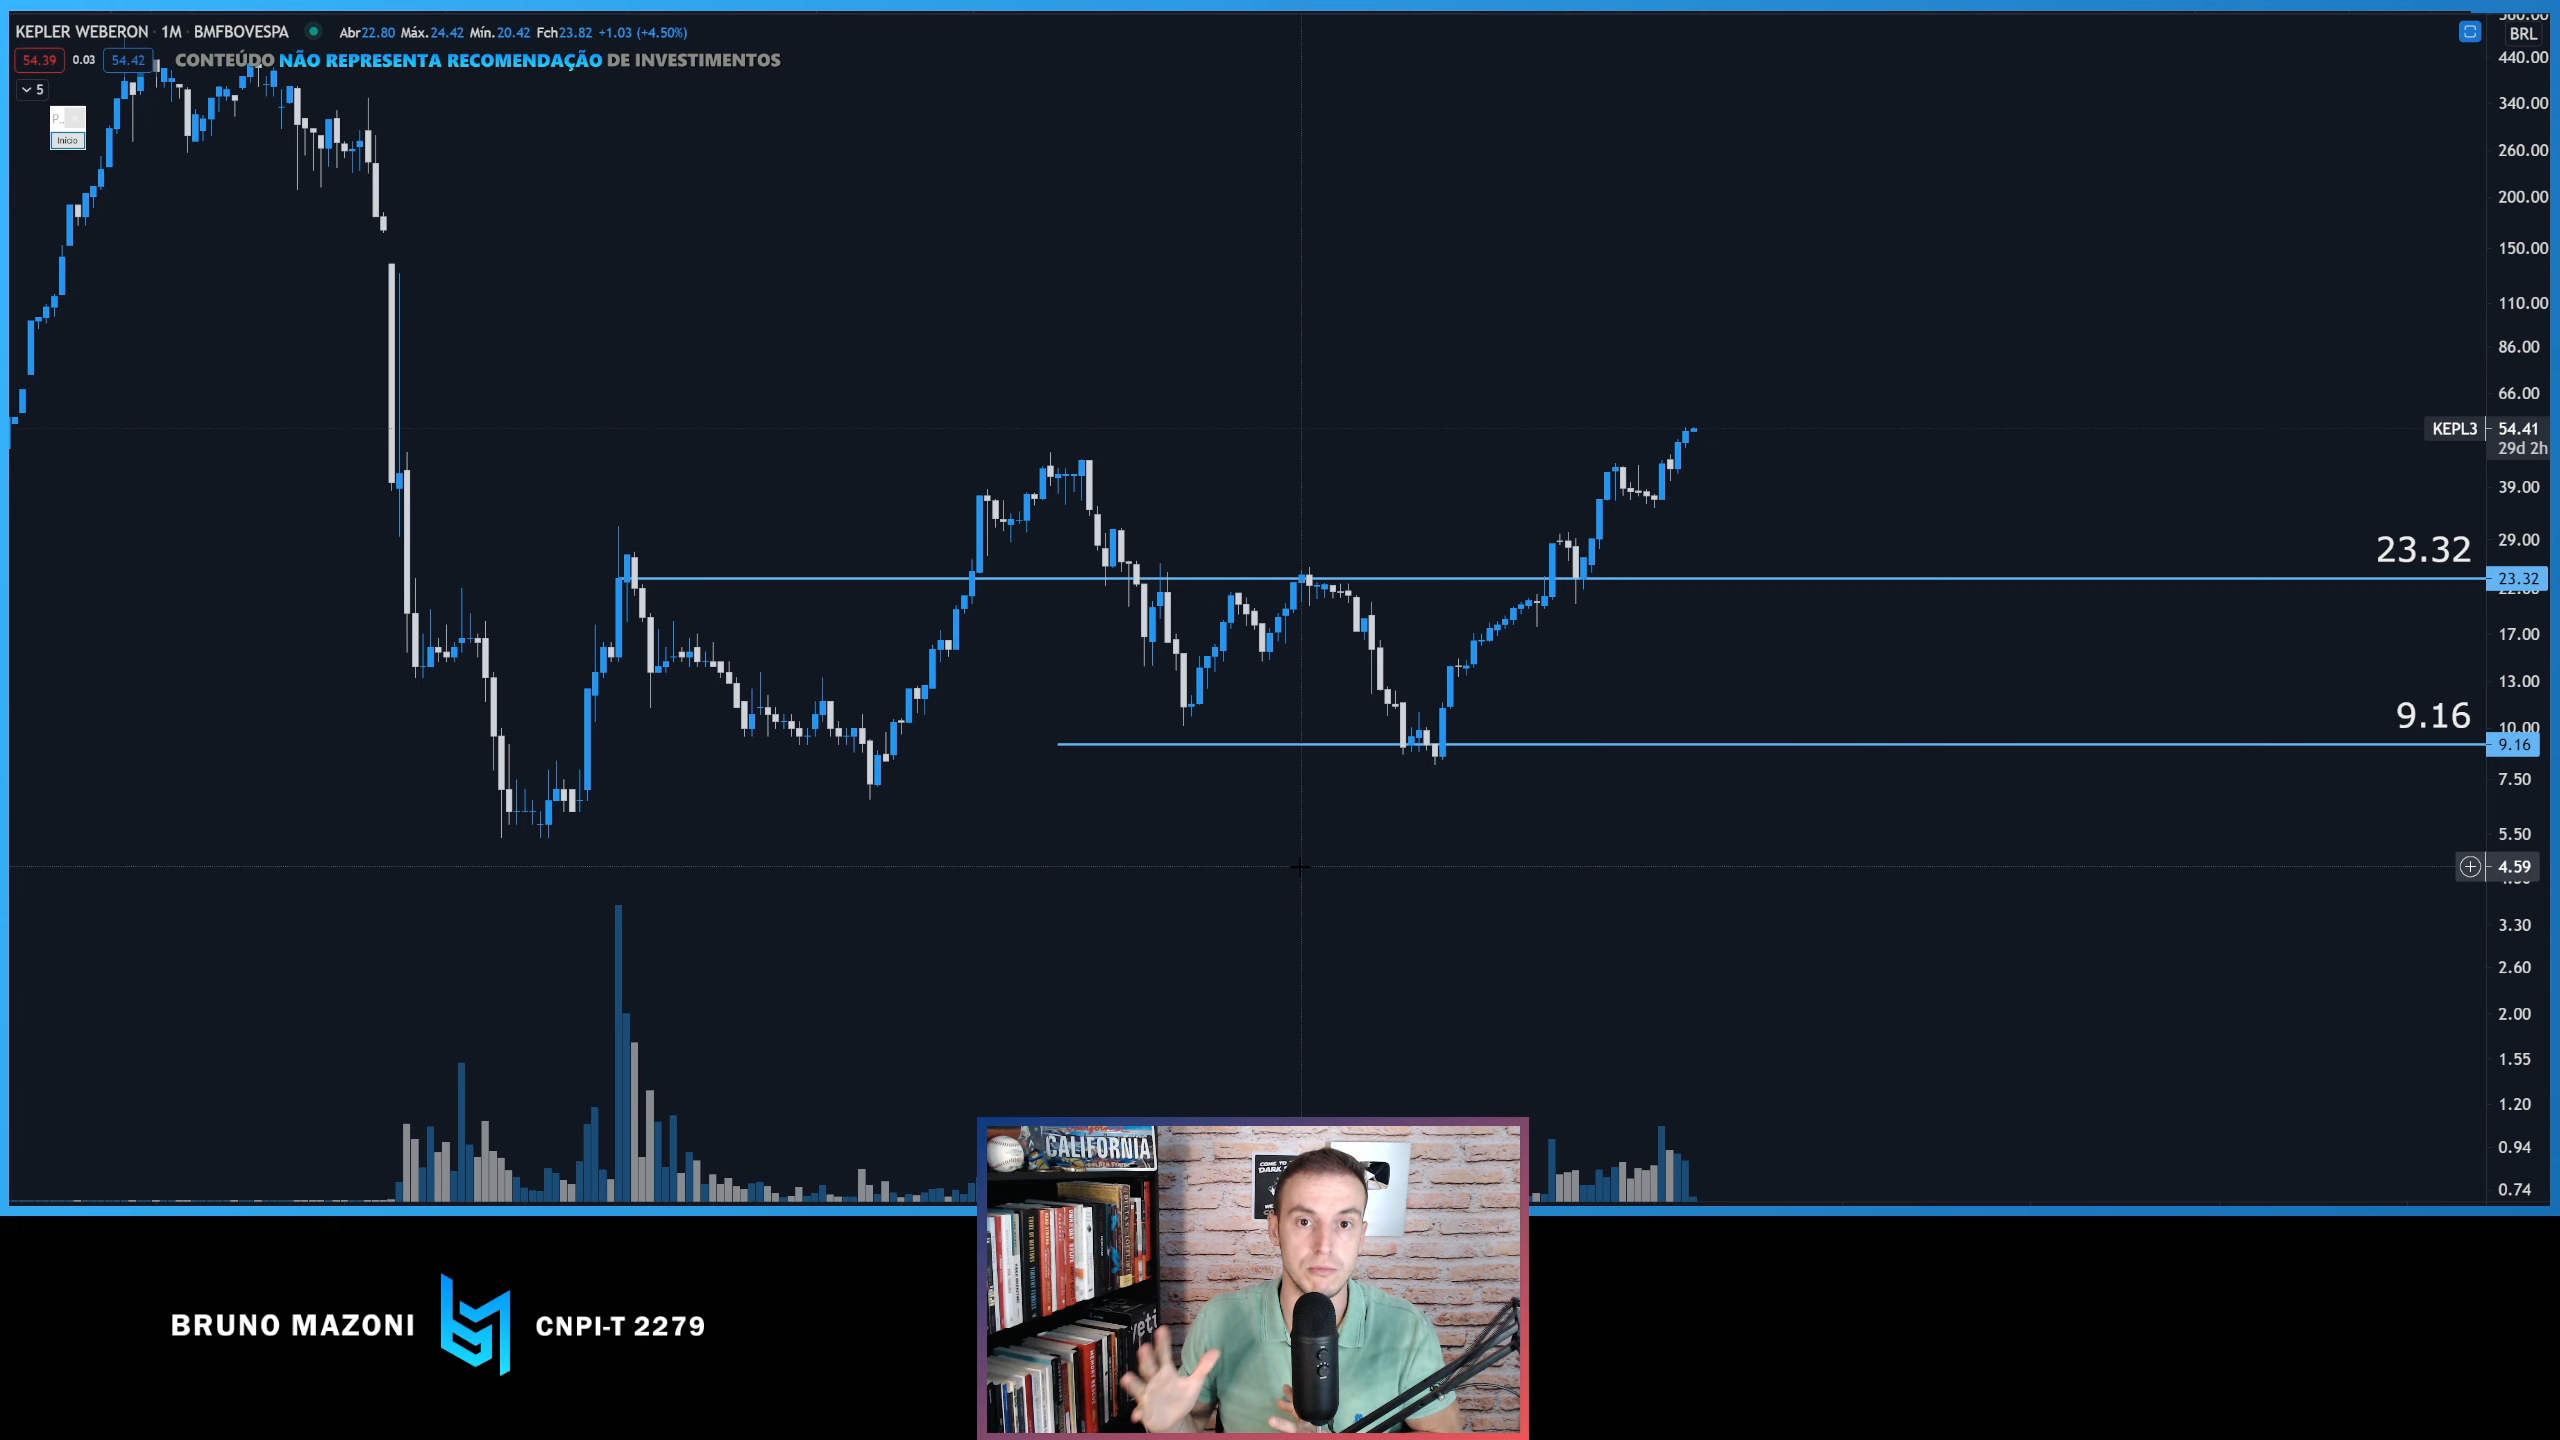 KEPLER WEBERON · 1M · BMFBOVESPA Abr22.80 Máx.24.42 Mín.20.42 Fch23.82 +1.03 (+4.50%)
54.39 0.03 54.42 CONTEÚDO NÃO REPRESENTA RECOMENDAÇÃO DE INVESTIMENTOS
5
P..
Início
BRL
440.00
340.00
260.00
200.00
150.00
110.00
86.00
66.00
KEPL3 54.41
29d 2h
39.00
29.00
23.32
23.32
17.00
13.00
10.00
9.16
9.16
7.50
5.50
4.59
3.30
2.60
2.00
1.55
1.20
0.94
0.74
CALIFORNIA
COME TO
DARK
BRUNO MAZONI CNPI-T 2279